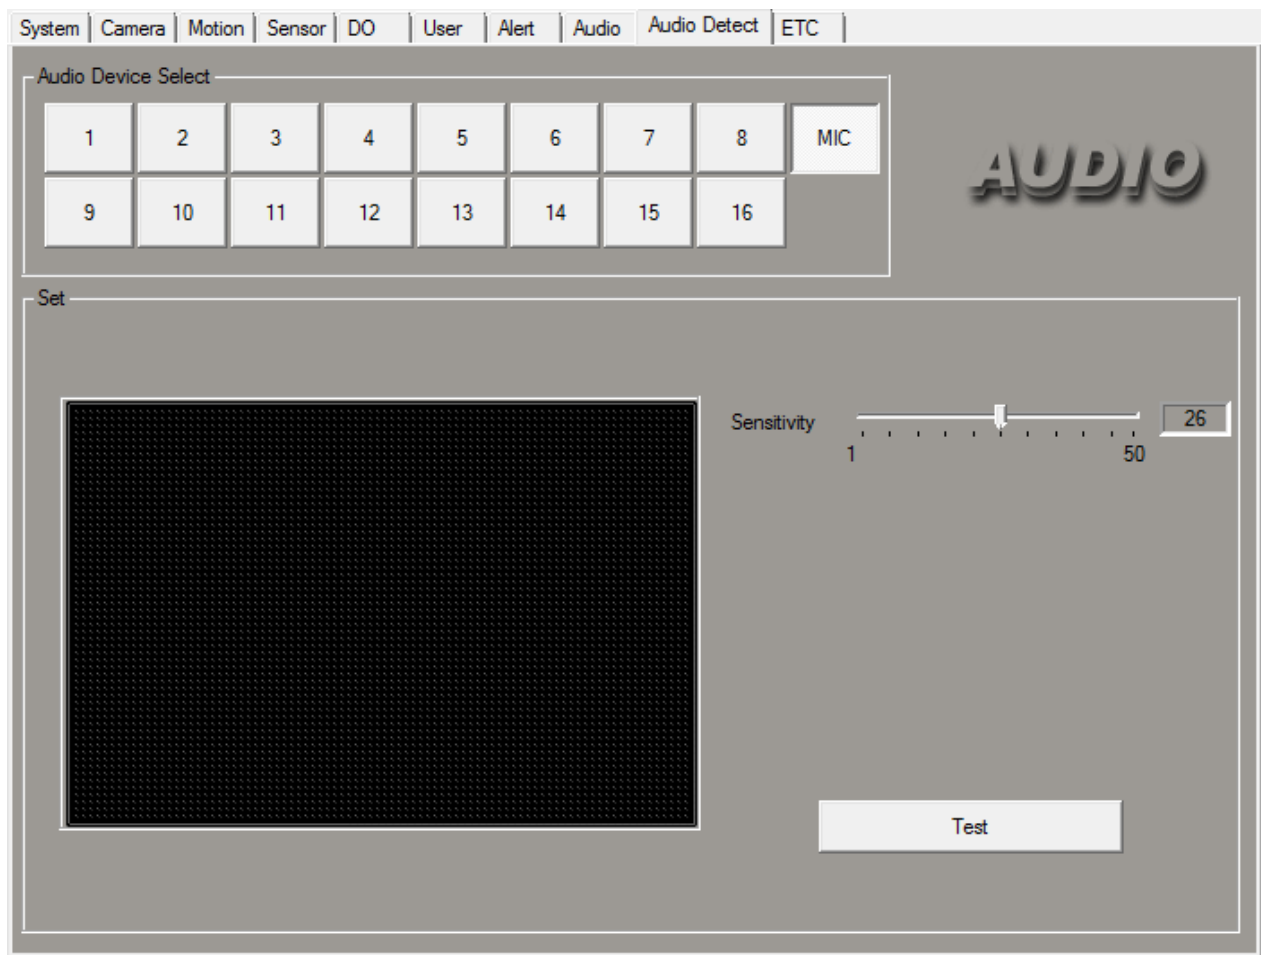 System Camera Motion Sensor DO User Alert Audio Audio Detect ETC
Audio Device Select
1 2 3 4 5 6 7 8 MIC
AUDIO
9 10 11 12 13 14 15 16
Set
Sensitivity 26
1 50
Test